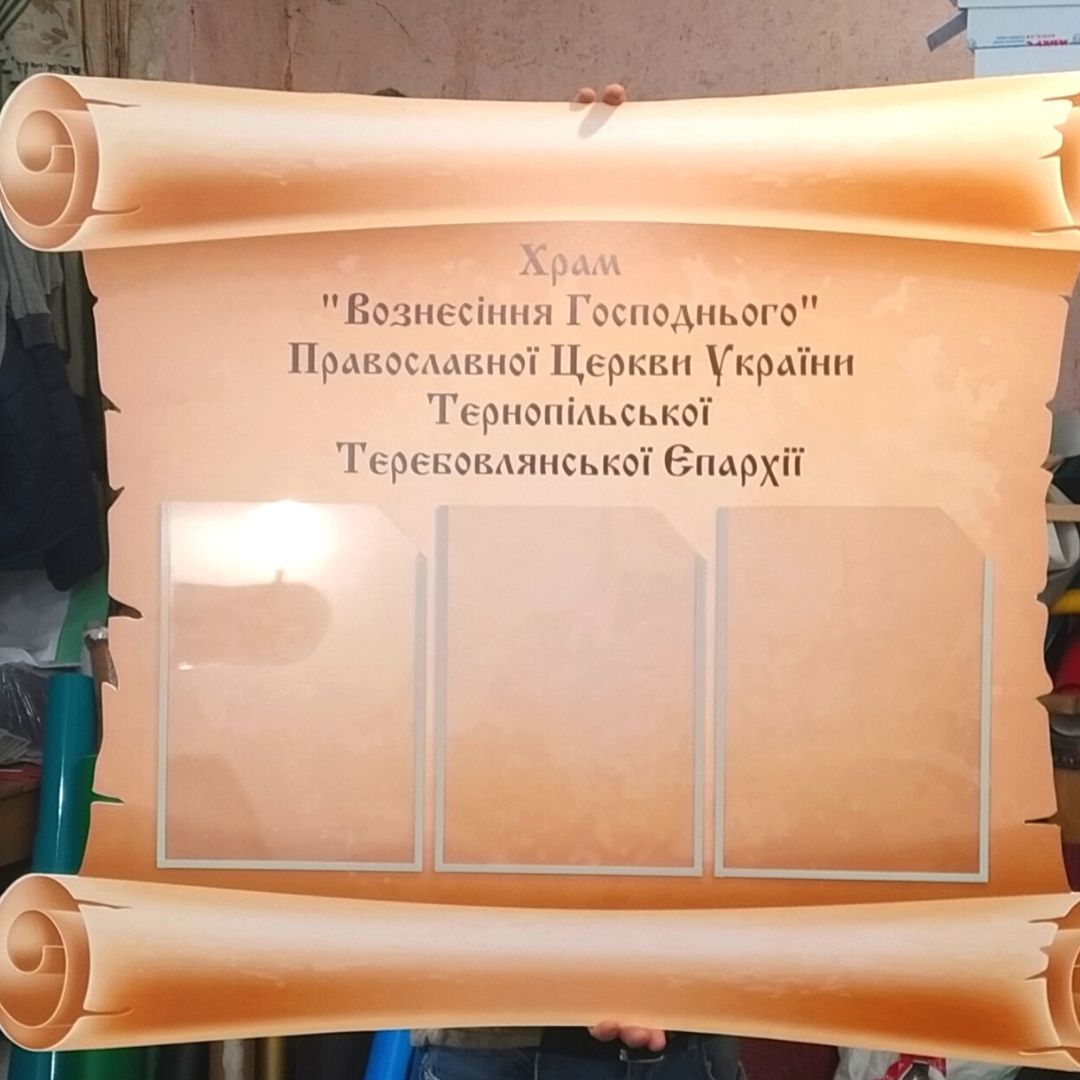 Храм
"Вознесіння Господнього"
Православної Церкви України
Тернопільської
Теребовлянської Єпархії